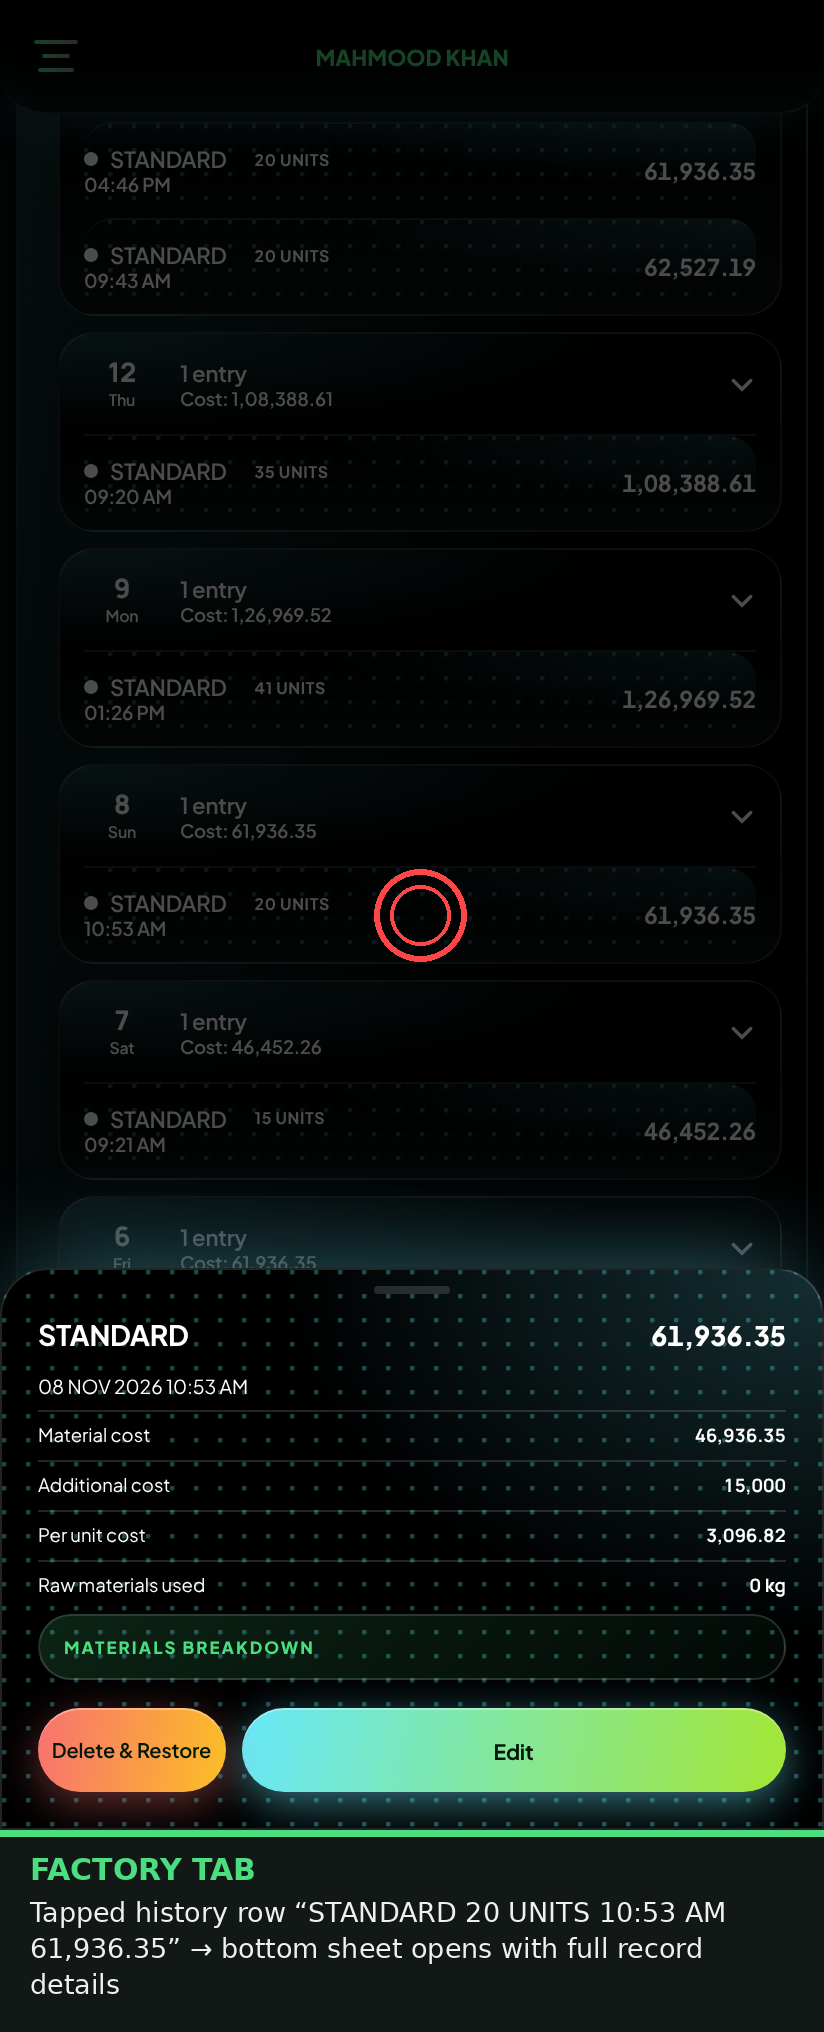 MAHMOOD KHAN
STANDARD 20 UNITS 61,936.35
04:46 PM
STANDARD 20 UNITS 62,527.19
09:43 AM
12 1 entry
Thu Cost: 1,08,388.61
STANDARD 35 UNITS 1,08,388.61
09:20 AM
9 1 entry
Mon Cost: 1,26,969.52
STANDARD 41 UNITS 1,26,969.52
01:26 PM
8 1 entry
Sun Cost: 61,936.35
STANDARD 20 UNITS 61,936.35
10:53 AM
7 1 entry
Sat Cost: 46,452.26
STANDARD 15 UNITS 46,452.26
09:21 AM
6 1 entry
Fri Cost: 61,936.35
STANDARD 61,936.35
08 NOV 2026 10:53 AM
Material cost 46,936.35
Additional cost 15,000
Per unit cost 3,096.82
Raw materials used 0 kg
MATERIALS BREAKDOWN
Delete & Restore Edit
FACTORY TAB
Tapped history row “STANDARD 20 UNITS 10:53 AM
61,936.35” → bottom sheet opens with full record
details